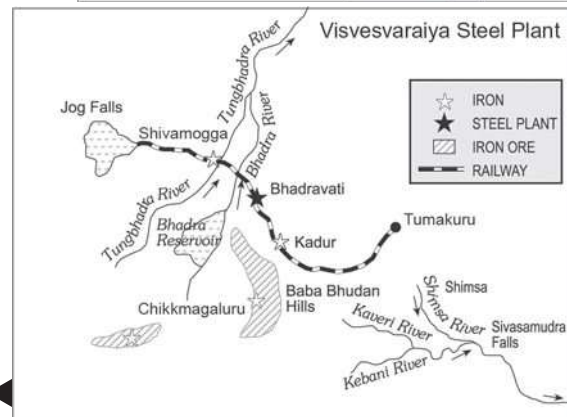 Visvesvaraiya Steel Plant
Tungbhadra River
Jog Falls
Shivamogga
Bhadra River
IRON
STEEL PLANT
IRON ORE
RAILWAY
Bhadravati
Tungbhadra River
Bhadra
Reservoir
Tumakuru
Kadur
Chikkmagaluru
Baba Bhudan
Hills
Shimsa
Shimsa River
Kaveri River
Sivasamudra
Falls
Kebani River